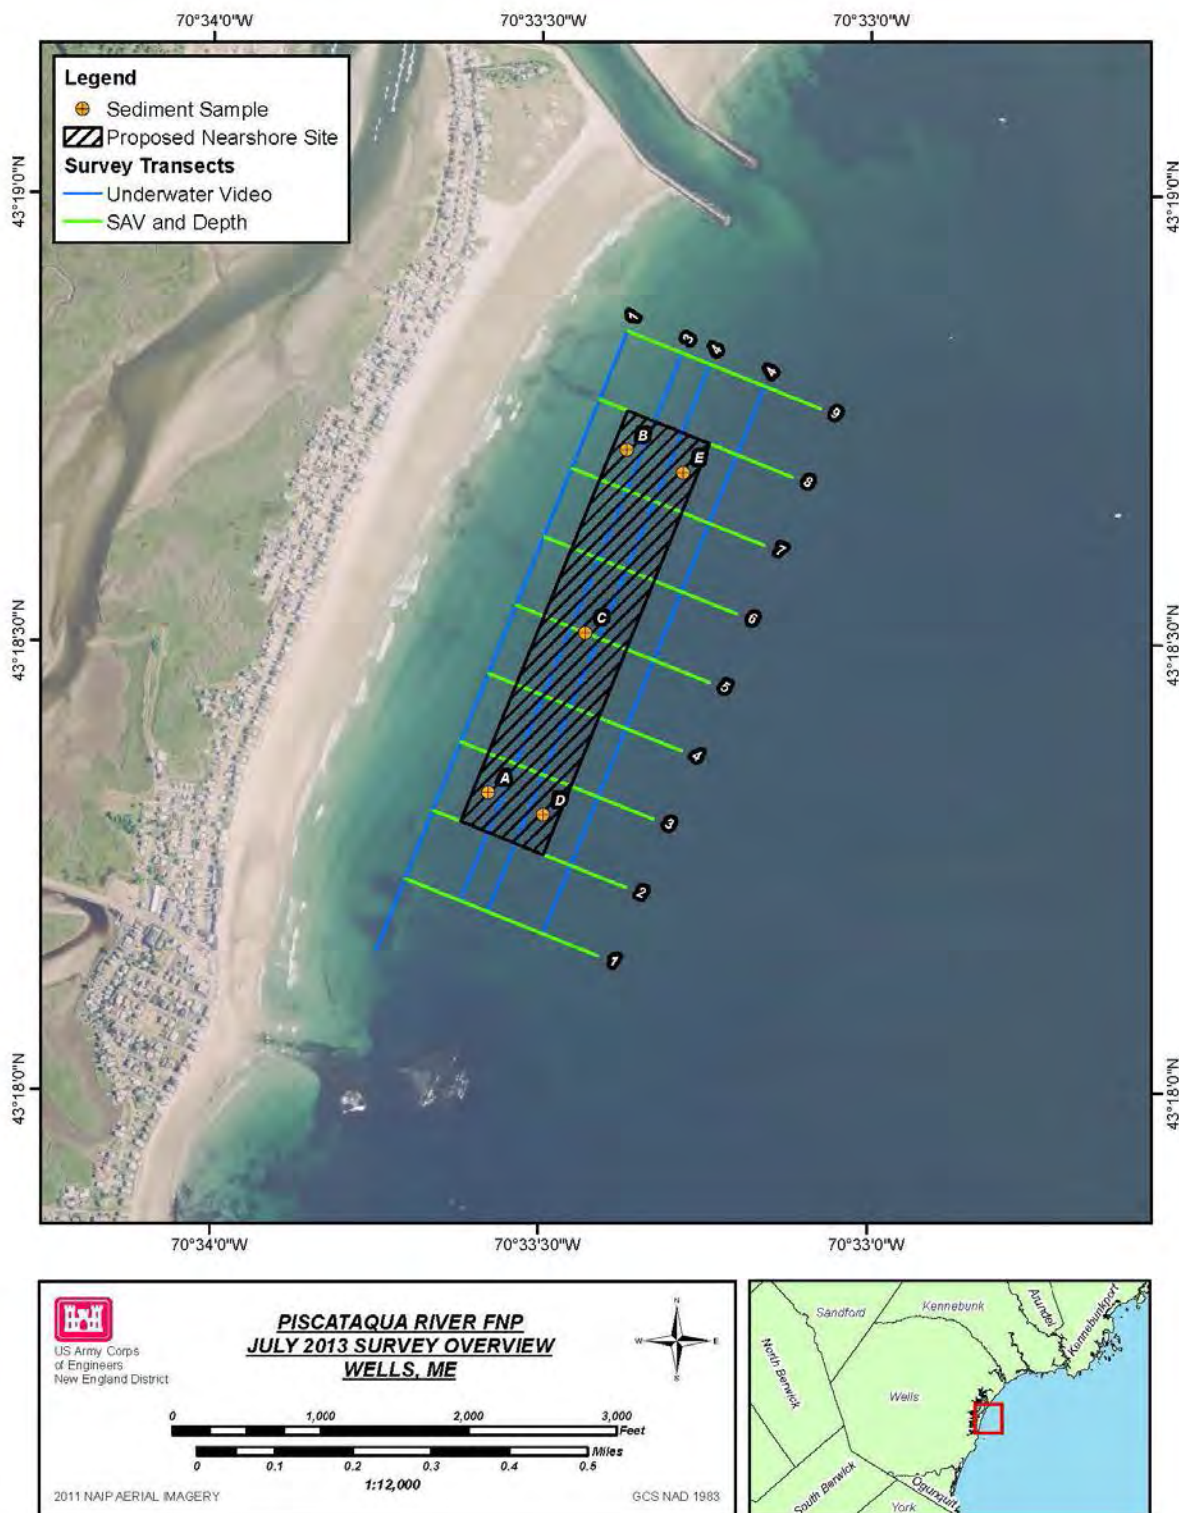 70°34'0"W
70°33'30"W
70°33'0"W
Legend
Sediment Sample
Proposed Nearshore Site
Survey Transects
Underwater Video
SAV and Depth
43°19'0"N
43°19'0"N
1
3
4
4
9
8
7
6
5
4
3
2
1
B
E
C
A
D
43°18'30"N
43°18'30"N
43°18'0"N
43°18'0"N
70°34'0"W
70°33'30"W
70°33'0"W
US Army Corps
of Engineers
New England District
PISCATAQUA RIVER FNP
JULY 2013 SURVEY OVERVIEW
WELLS, ME
N
W
E
S
0 1,000 2,000 3,000
Feet
Miles
0 0.1 0.2 0.3 0.4 0.5
1:12,000
2011 NAIP AERIAL IMAGERY
GCS NAD 1983
Sandford
Kennebunk
Arundel
Kennebunkport
North Berwick
Wells
South Berwick
Ogunquit
York